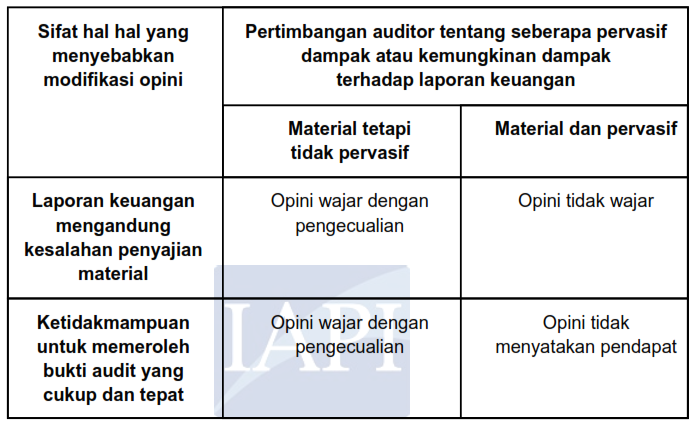 Sifat hal hal yang
menyebabkan
modifikasi opini
Pertimbangan auditor tentang seberapa pervasif
dampak atau kemungkinan dampak
terhadap laporan keuangan
Material tetapi
tidak pervasif
Material dan pervasif
Laporan keuangan
mengandung
kesalahan penyajian
material
Opini wajar dengan
pengecualian
Opini tidak wajar
Ketidakmampuan
untuk memeroleh
bukti audit yang
cukup dan tepat
Opini wajar dengan
pengecualian
Opini tidak
menyatakan pendapat
IAPI